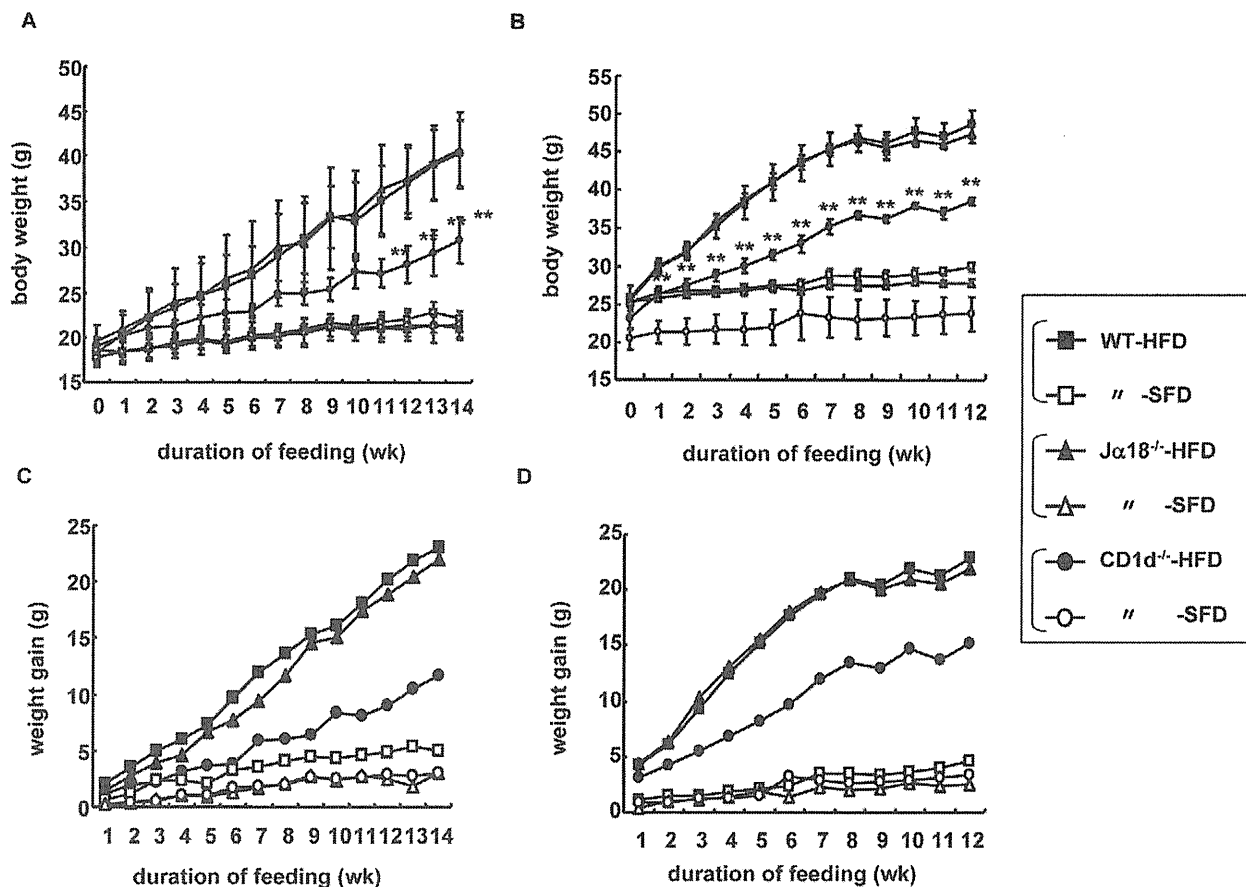 A
50
45
40
35
30
25
20
15
body weight (g)
** ** ** **
0 1 2 3 4 5 6 7 8 9 10 11 12 13 14
duration of feeding (wk)
B
55
50
45
40
35
30
25
20
15
body weight (g)
** ** ** ** ** ** ** ** ** ** ** **
0 1 2 3 4 5 6 7 8 9 10 11 12
duration of feeding (wk)
C
25
20
15
10
5
0
weight gain (g)
1 2 3 4 5 6 7 8 9 10 11 12 13 14
duration of feeding (wk)
D
25
20
15
10
5
0
weight gain (g)
1 2 3 4 5 6 7 8 9 10 11 12
duration of feeding (wk)
WT-HFD
〃 -SFD
Jα18-/--HFD
〃 -SFD
CD1d-/--HFD
〃 -SFD